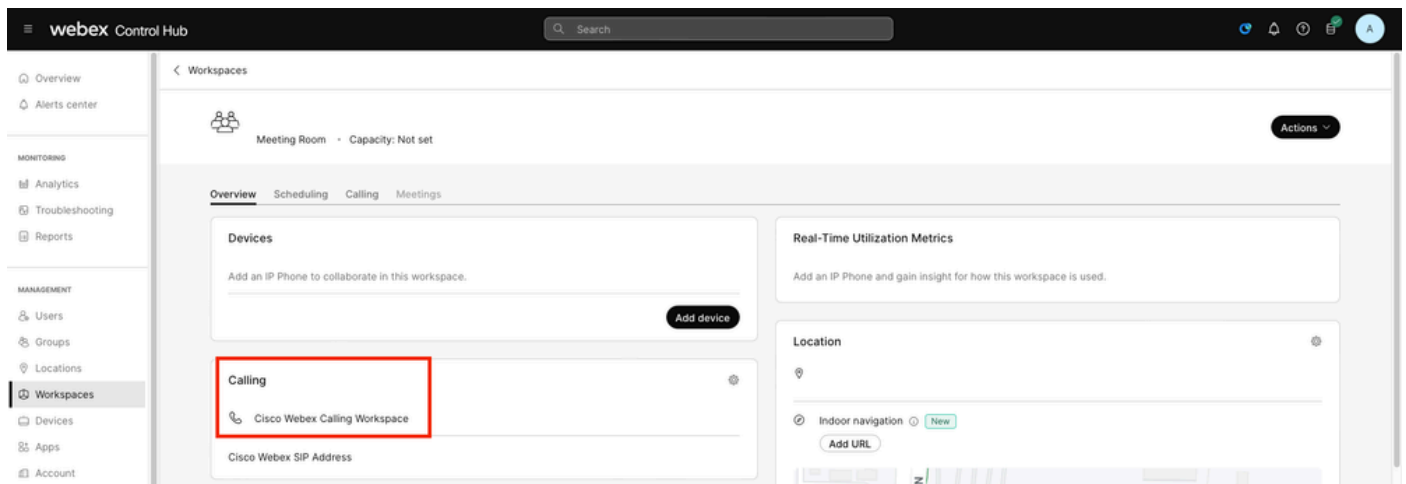 webex Control Hub
Search
A
Overview
Alerts center
MONITORING
Analytics
Troubleshooting
Reports
MANAGEMENT
Users
Groups
Locations
Workspaces
Devices
Apps
Account
Workspaces
Meeting Room • Capacity: Not set
Actions
Overview Scheduling Calling Meetings
Devices
Add an IP Phone to collaborate in this workspace.
Add device
Calling
Cisco Webex Calling Workspace
Cisco Webex SIP Address
Real-Time Utilization Metrics
Add an IP Phone and gain insight for how this workspace is used.
Location
Indoor navigation New
Add URL
N